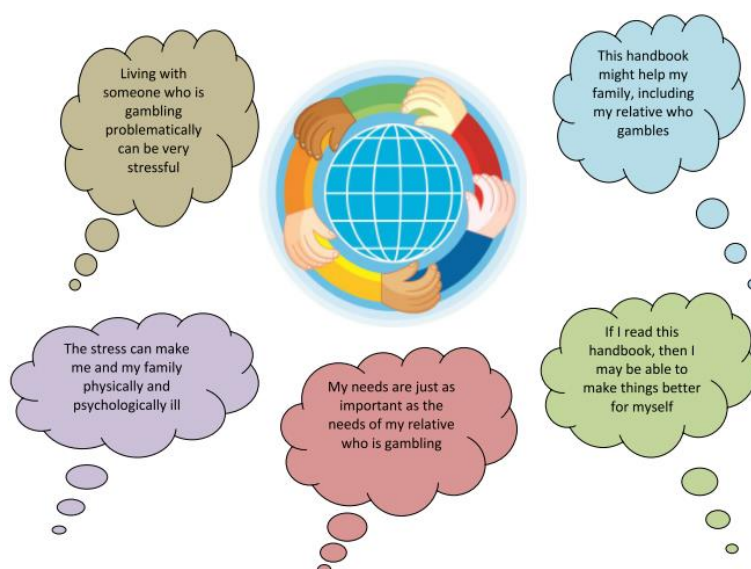 Living with
someone who is
gambling
problematically
can be very
stressful
This handbook
might help my
family, including
my relative who
gambles
The stress can make
me and my family
physically and
psychologically ill
My needs are just as
important as the
needs of my relative
who is gambling
If I read this
handbook, then I
may be able to
make things better
for myself